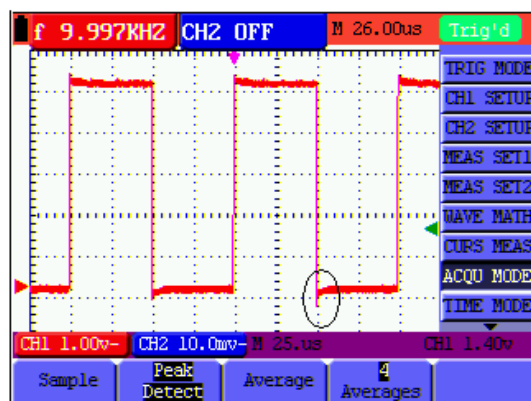 f 9.997KHZ
CH2 OFF
M 26.00us
Trig'd
TRIG MODE
CH1 SETUP
CH2 SETUP
MEAS SET1
MEAS SET2
WAVE MATH
CURS MEAS
ACQU MODE
TIME MODE
CH1 1.00v-
CH2 10.0mv-
M 25.us
CH1 1.40v
Sample
Peak
Detect
Average
4
Averages